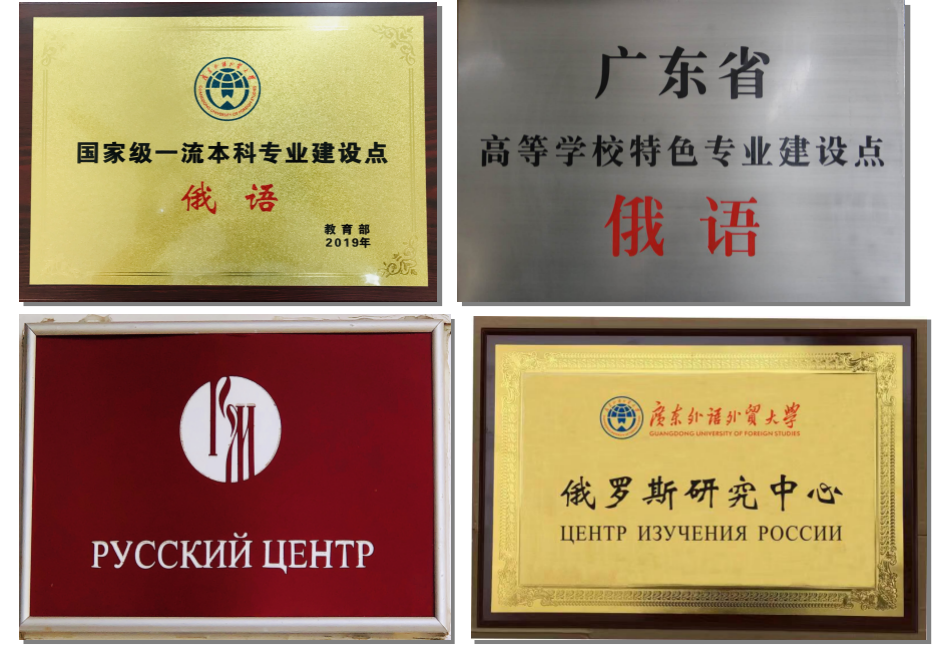 国家级一流本科专业建设点
俄 语
教育部
2019年
广东省
高等学校特色专业建设点
俄 语
РУССКИЙ ЦЕНТР
廣东外语外贸大学
GUANGDONG UNIVERSITY OF FOREIGN STUDIES
俄罗斯研究中心
ЦЕНТР ИЗУЧЕНИЯ РОССИИ